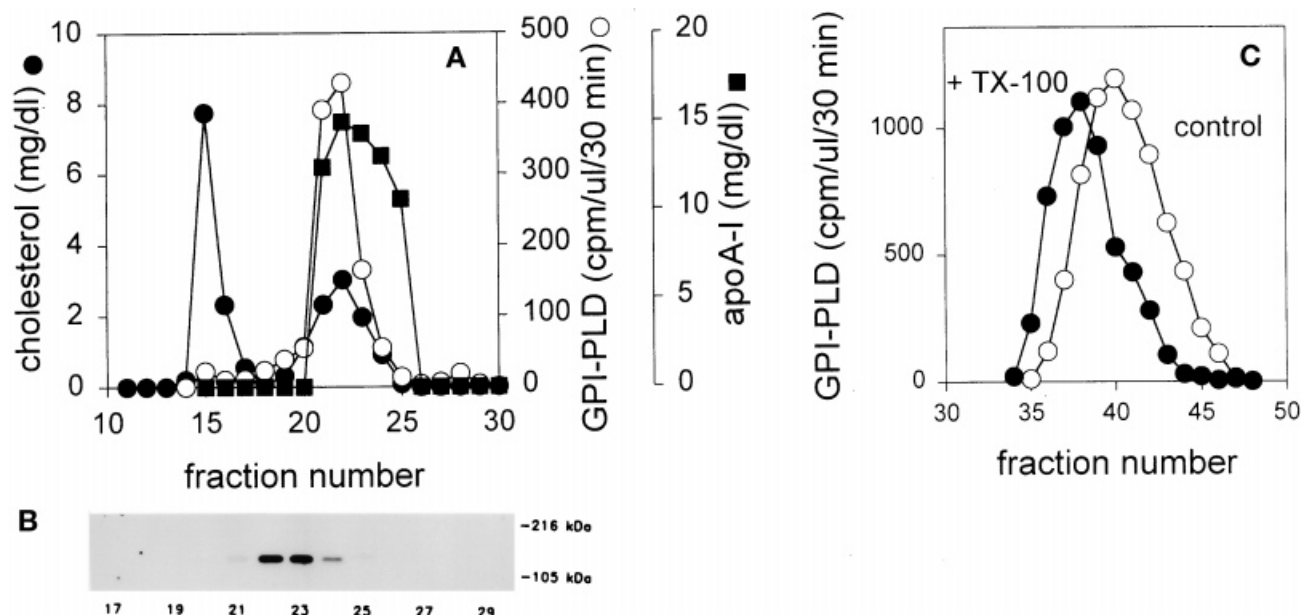 A
cholesterol (mg/dl)
10
8
6
4
2
0
500
400
300
200
100
0
GPI-PLD (cpm/ul/30 min)
20
15
10
5
0
apoA-I (mg/dl)
10 15 20 25 30
fraction number
B
-216 kDa
-105 kDa
17 19 21 23 25 27 29
C
GPI-PLD (cpm/ul/30 min)
+ TX-100
control
1000
500
0
30 35 40 45 50
fraction number